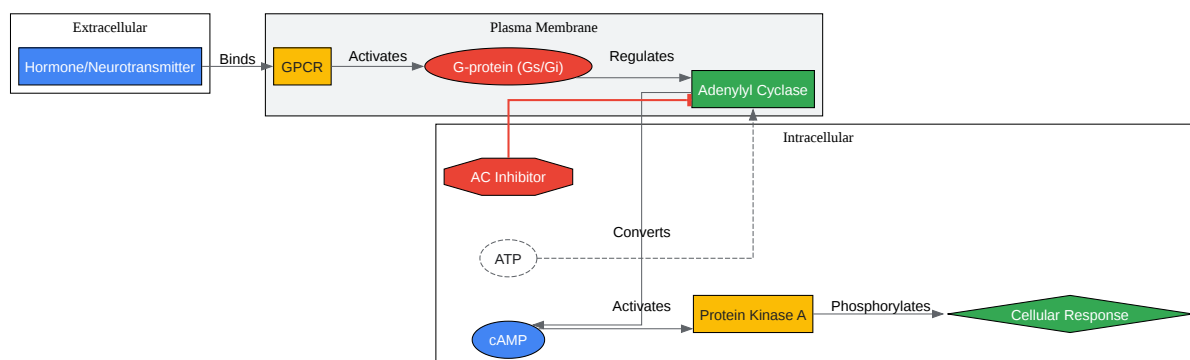 Extracellular
Plasma Membrane
Hormone/Neurotransmitter
Binds
GPCR
Activates
G-protein (Gs/Gi)
Regulates
Adenylyl Cyclase
Intracellular
AC Inhibitor
Converts
ATP
Activates
cAMP
Protein Kinase A
Phosphorylates
Cellular Response